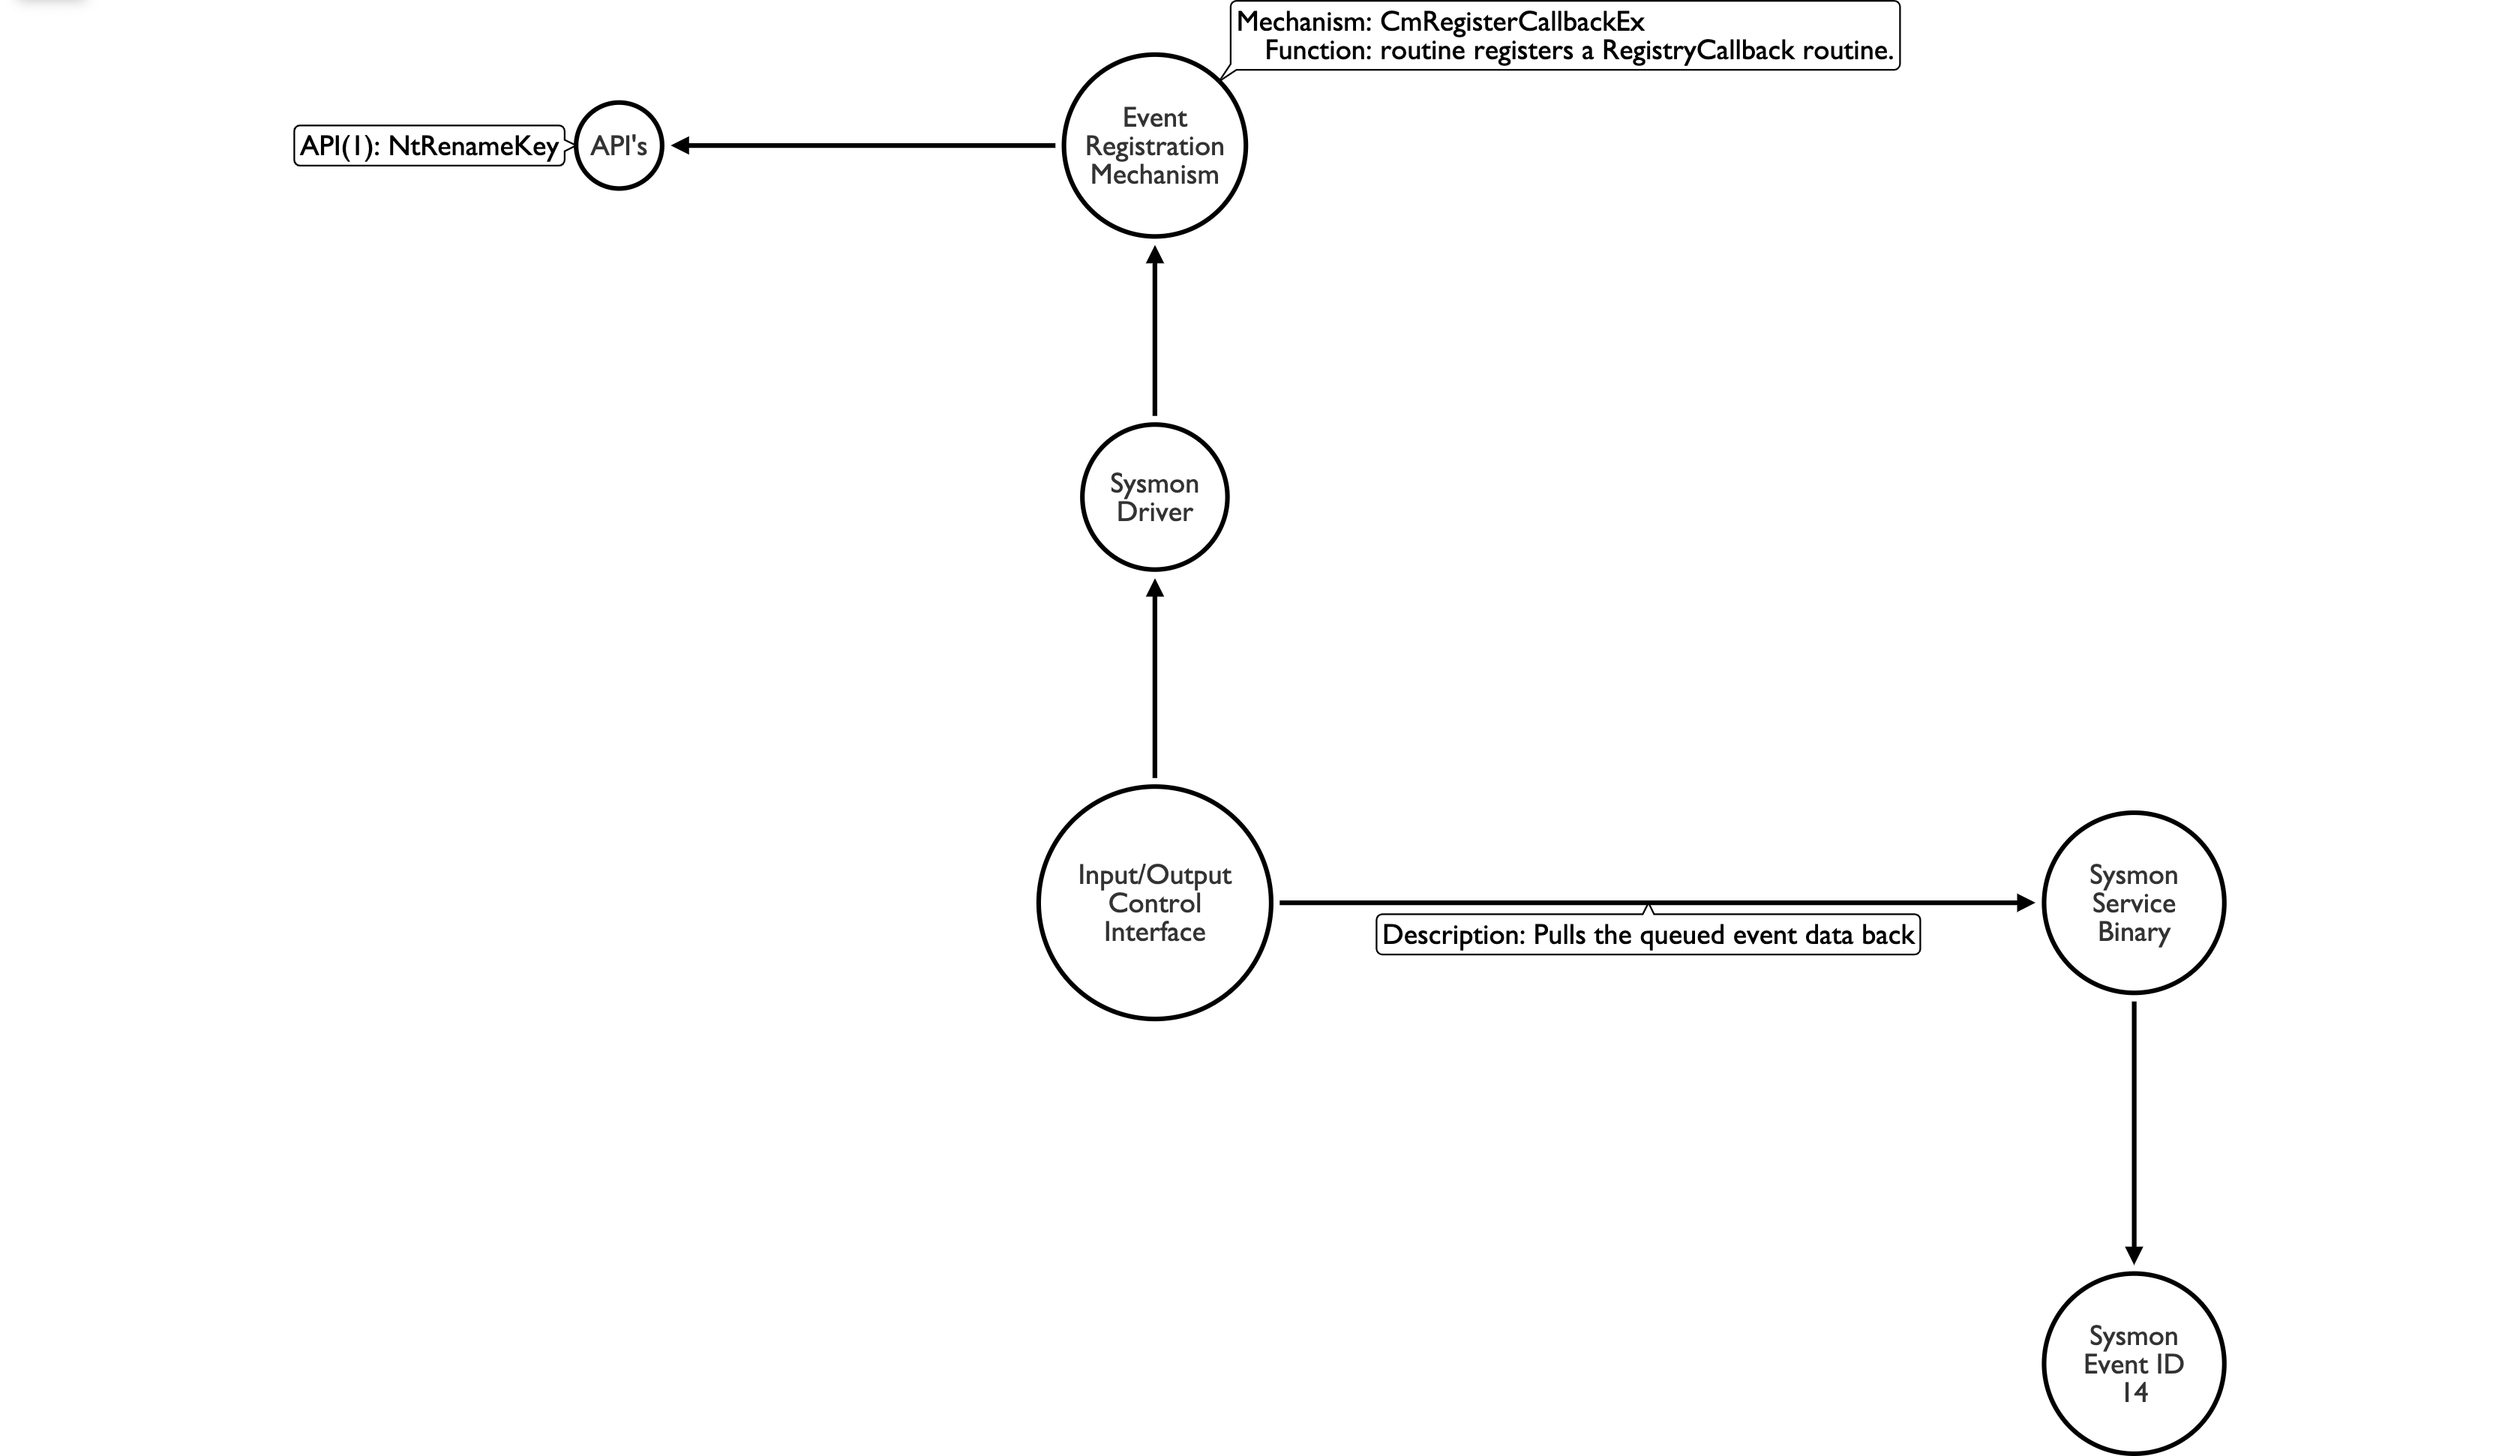 Mechanism: CmRegisterCallbackEx
Function: routine registers a RegistryCallback routine.
Event
Registration
Mechanism
API(1): NtRenameKey
API's
Sysmon
Driver
Input/Output
Control
Interface
Description: Pulls the queued event data back
Sysmon
Service
Binary
Sysmon
Event ID
14